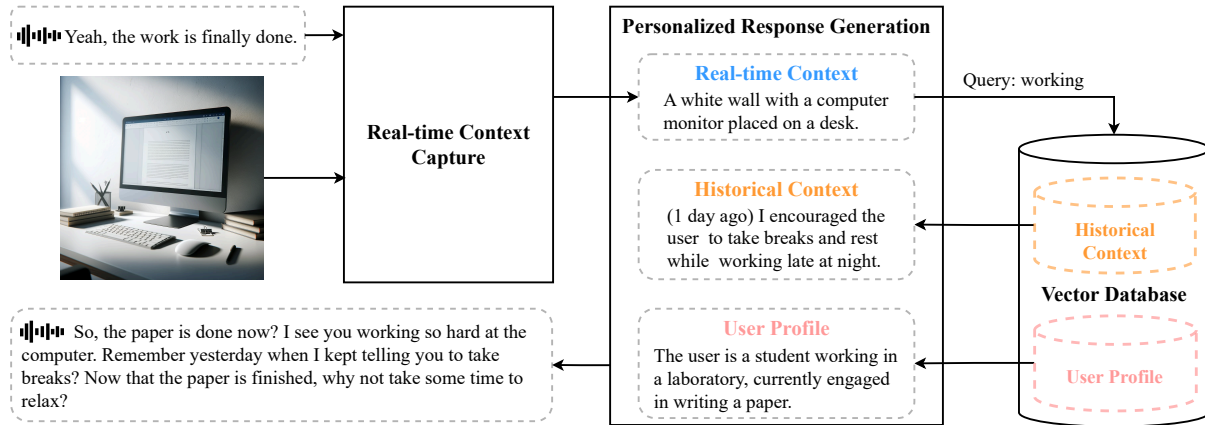 Yeah, the work is finally done.
Real-time Context
Capture
Personalized Response Generation
Real-time Context
A white wall with a computer
monitor placed on a desk.
Query: working
Historical Context
(1 day ago) I encouraged the
user to take breaks and rest
while working late at night.
Historical
Context
Vector Database
User Profile
The user is a student working in
a laboratory, currently engaged
in writing a paper.
User Profile
So, the paper is done now? I see you working so hard at the
computer. Remember yesterday when I kept telling you to take
breaks? Now that the paper is finished, why not take some time to
relax?